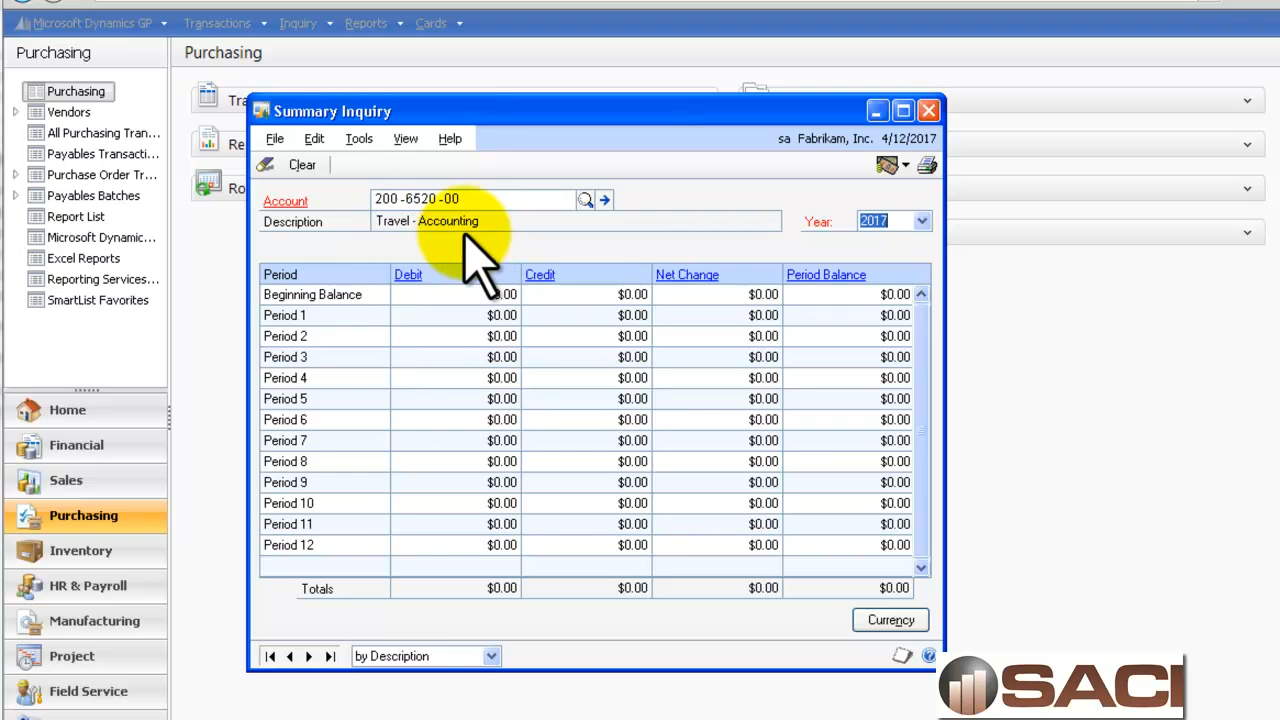 Microsoft Dynamics GP Transactions Inquiry Reports Cards
Purchasing
Purchasing
Purchasing
Vendors
All Purchasing Tran...
Payables Transacti...
Purchase Order Tr...
Payables Batches
Report List
Microsoft Dynamic...
Excel Reports
Reporting Services...
SmartList Favorites
Home
Financial
Sales
Purchasing
Inventory
HR & Payroll
Manufacturing
Project
Field Service
Tra
Re
Ro
Summary Inquiry
File Edit Tools View Help sa Fabrikam, Inc. 4/12/2017
Clear
Account 200 -6520 -00
Description Travel - Accounting Year: 2017
Period Debit Credit Net Change Period Balance
Beginning Balance 0.00 $0.00 $0.00 $0.00
Period 1 $0.00 $0.00 $0.00 $0.00
Period 2 $0.00 $0.00 $0.00 $0.00
Period 3 $0.00 $0.00 $0.00 $0.00
Period 4 $0.00 $0.00 $0.00 $0.00
Period 5 $0.00 $0.00 $0.00 $0.00
Period 6 $0.00 $0.00 $0.00 $0.00
Period 7 $0.00 $0.00 $0.00 $0.00
Period 8 $0.00 $0.00 $0.00 $0.00
Period 9 $0.00 $0.00 $0.00 $0.00
Period 10 $0.00 $0.00 $0.00 $0.00
Period 11 $0.00 $0.00 $0.00 $0.00
Period 12 $0.00 $0.00 $0.00 $0.00
Totals $0.00 $0.00 $0.00 $0.00
Currency
by Description
SACI